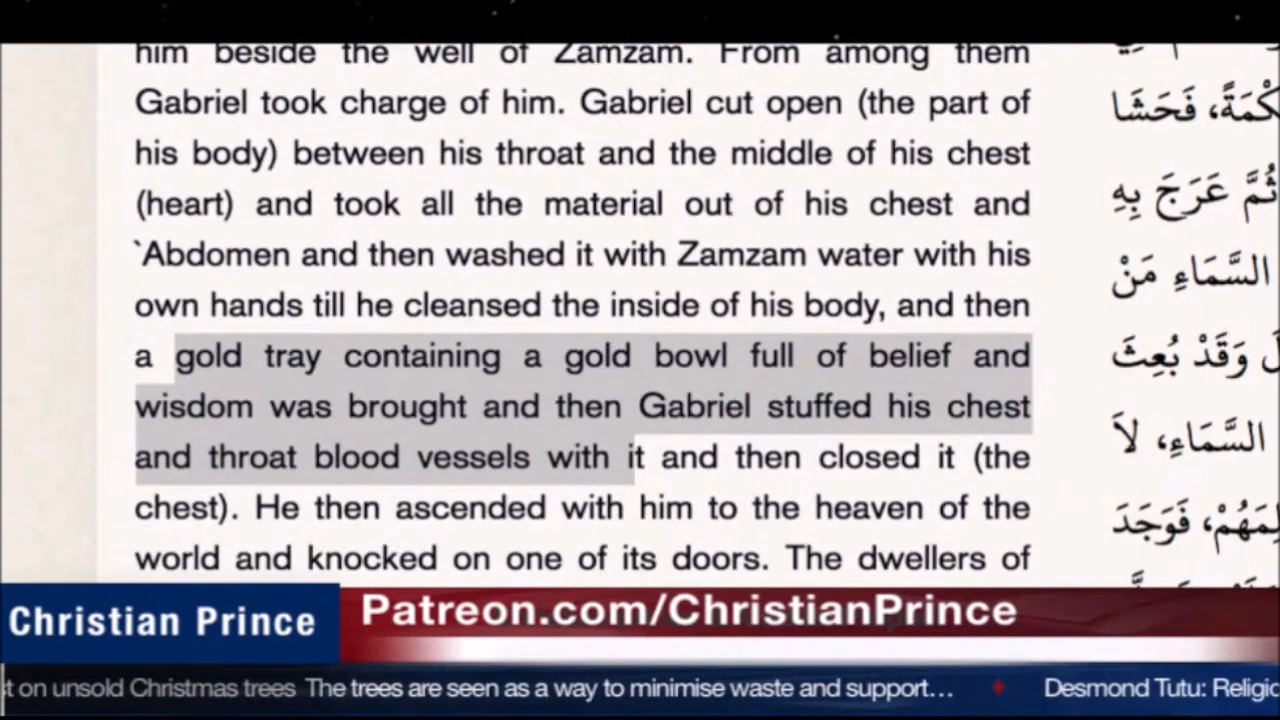 him beside the well of Zamzam. From among them
Gabriel took charge of him. Gabriel cut open (the part of
his body) between his throat and the middle of his chest
(heart) and took all the material out of his chest and
`Abdomen and then washed it with Zamzam water with his
own hands till he cleansed the inside of his body, and then
a gold tray containing a gold bowl full of belief and
wisdom was brought and then Gabriel stuffed his chest
and throat blood vessels with it and then closed it (the
chest). He then ascended with him to the heaven of the
world and knocked on one of its doors. The dwellers of
فَحَشَا
ثُمَّ عَرَجَ بِهِ
السَّمَاءِ مَنْ
وَقَدْ بُعِثَ
السَّمَاءِ، لاَ
فَوَجَدَ
Christian Prince
Patreon.com/ChristianPrince
t on unsold Christmas trees The trees are seen as a way to minimise waste and support… Desmond Tutu: Religio